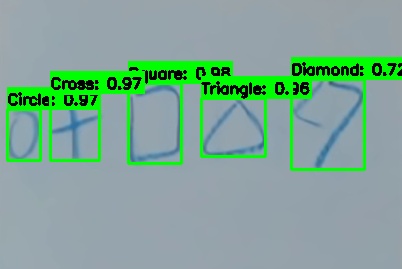 Circle: 0.97
Cross: 0.97
Square: 0.98
Triangle: 0.96
Diamond: 0.72